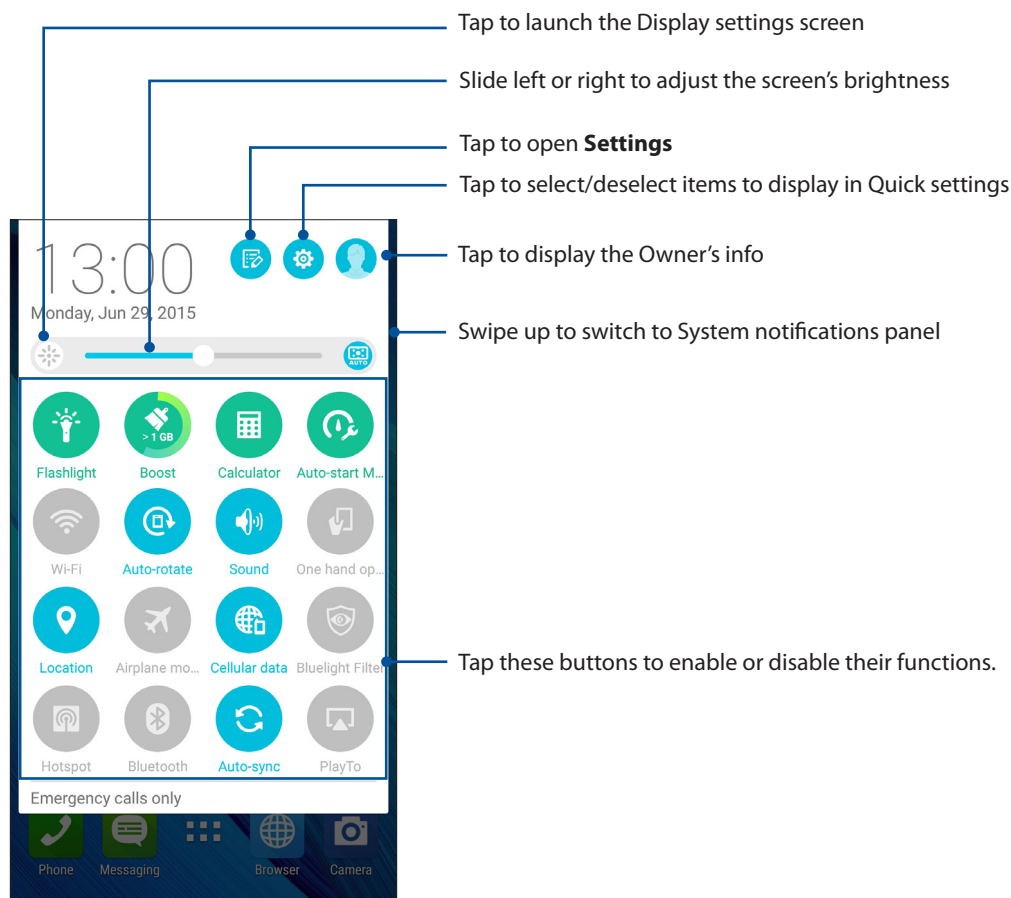 Tap to launch the Display settings screen
Slide left or right to adjust the screen’s brightness
Tap to open Settings
Tap to select/deselect items to display in Quick settings
Tap to display the Owner’s info
Swipe up to switch to System notifications panel
13:00
Monday, Jun 29, 2015
AUTO
> 1 GB
Flashlight Boost Calculator Auto-start M...
Wi-Fi Auto-rotate Sound One hand op...
Location Airplane mo... Cellular data Bluelight Filter
Tap these buttons to enable or disable their functions.
Hotspot Bluetooth Auto-sync PlayTo
Emergency calls only
Phone Messaging Browser Camera